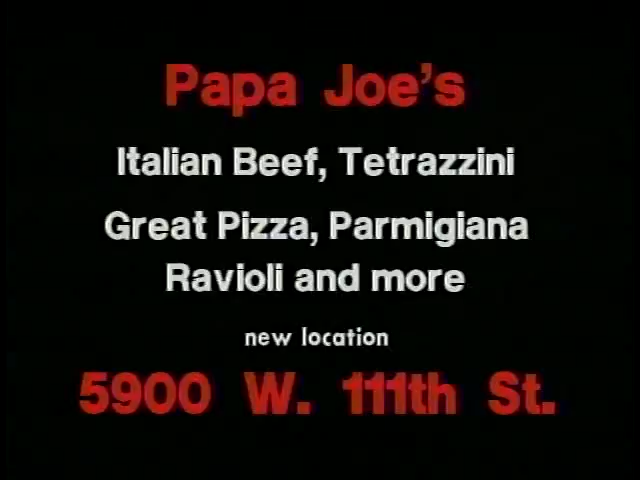 Papa Joe's
Italian Beef, Tetrazzini
Great Pizza, Parmigiana
Ravioli and more
new location
5900 W. 111th St.